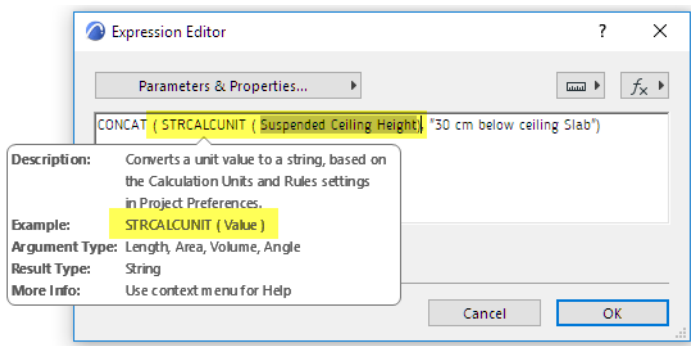 Expression Editor
?
Parameters & Properties...
fx
CONCAT ( STRCALCUNIT ( Suspended Ceiling Height), "30 cm below ceiling Slab")
Description: Converts a unit value to a string, based on
the Calculation Units and Rules settings
in Project Preferences.
Example: STRCALCUNIT ( Value )
Argument Type: Length, Area, Volume, Angle
Result Type: String
More Info: Use context menu for Help
Cancel
OK